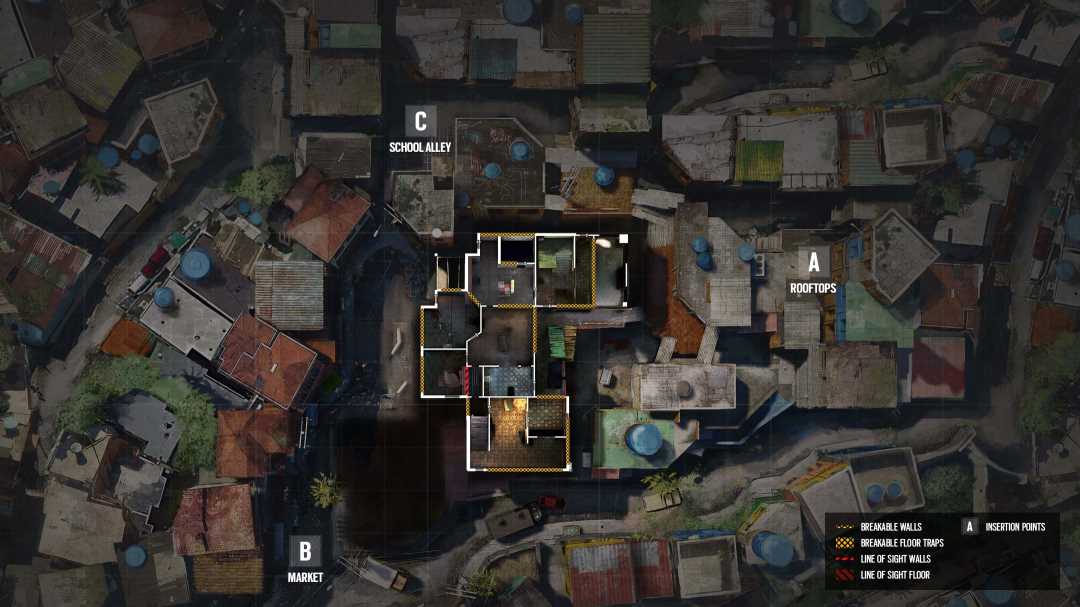 C
SCHOOL ALLEY
A
ROOFTOPS
B
MARKET
BREAKABLE WALLS
A INSERTION POINTS
BREAKABLE FLOOR TRAPS
LINE OF SIGHT WALLS
LINE OF SIGHT FLOOR